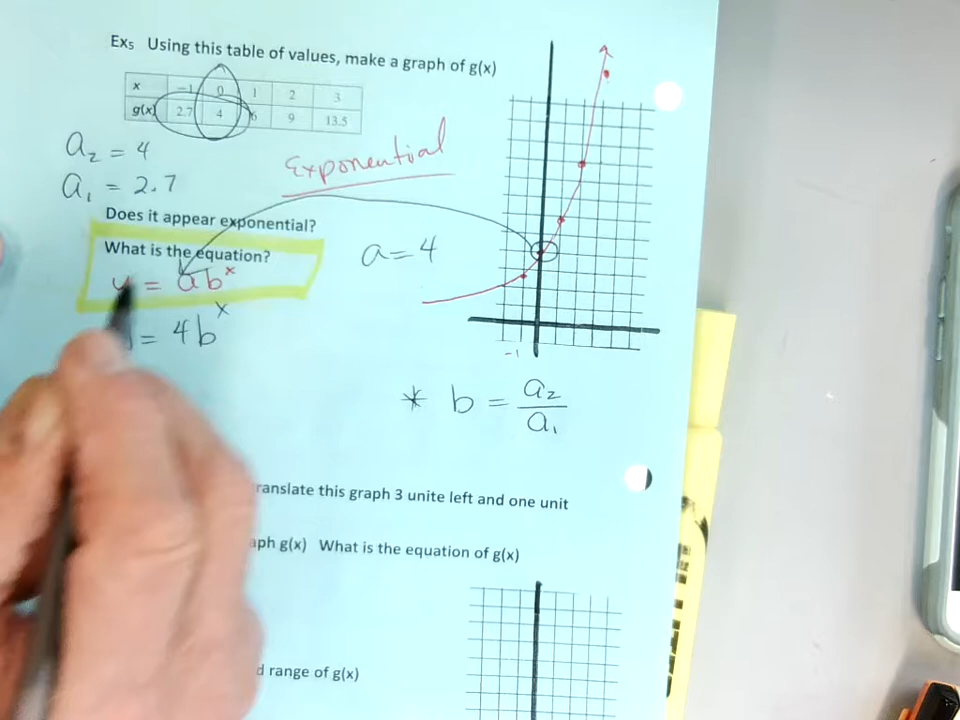 Ex5 Using this table of values, make a graph of g(x)
x -1 0 1 2 3
g(x) 2.7 4 6 9 13.5
a2 = 4
a1 = 2.7
Exponential
Does it appear exponential?
What is the equation?
y = ab^x
a = 4
= 4b^x
-1
* b = a2/a1
ranslate this graph 3 unite left and one unit
aph g(x) What is the equation of g(x)
d range of g(x)